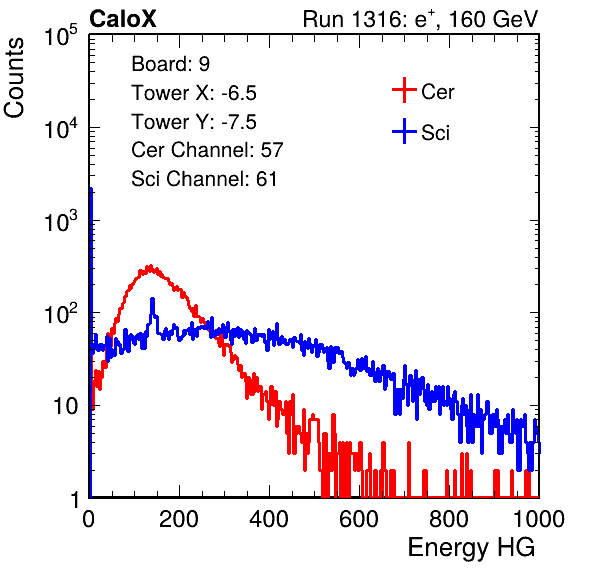 CaloX Run 1316: e⁺, 160 GeV
Counts
10⁵
10⁴
10³
10²
10
1
Board: 9
Tower X: -6.5
Tower Y: -7.5
Cer Channel: 57
Sci Channel: 61
Cer
Sci
0 200 400 600 800 1000
Energy HG